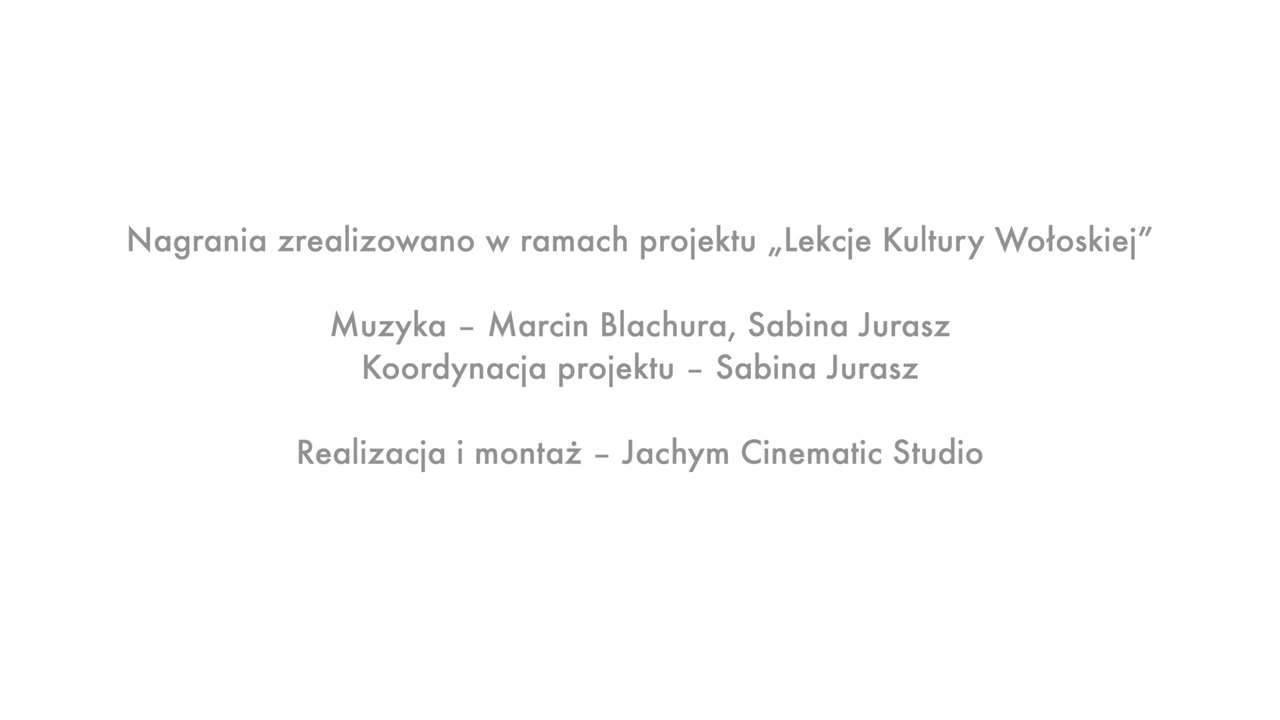 Nagrania zrealizowano w ramach projektu „Lekcje Kultury Wołoskiej”
Muzyka – Marcin Blachura, Sabina Jurasz
Koordynacja projektu – Sabina Jurasz
Realizacja i montaż – Jachym Cinematic Studio